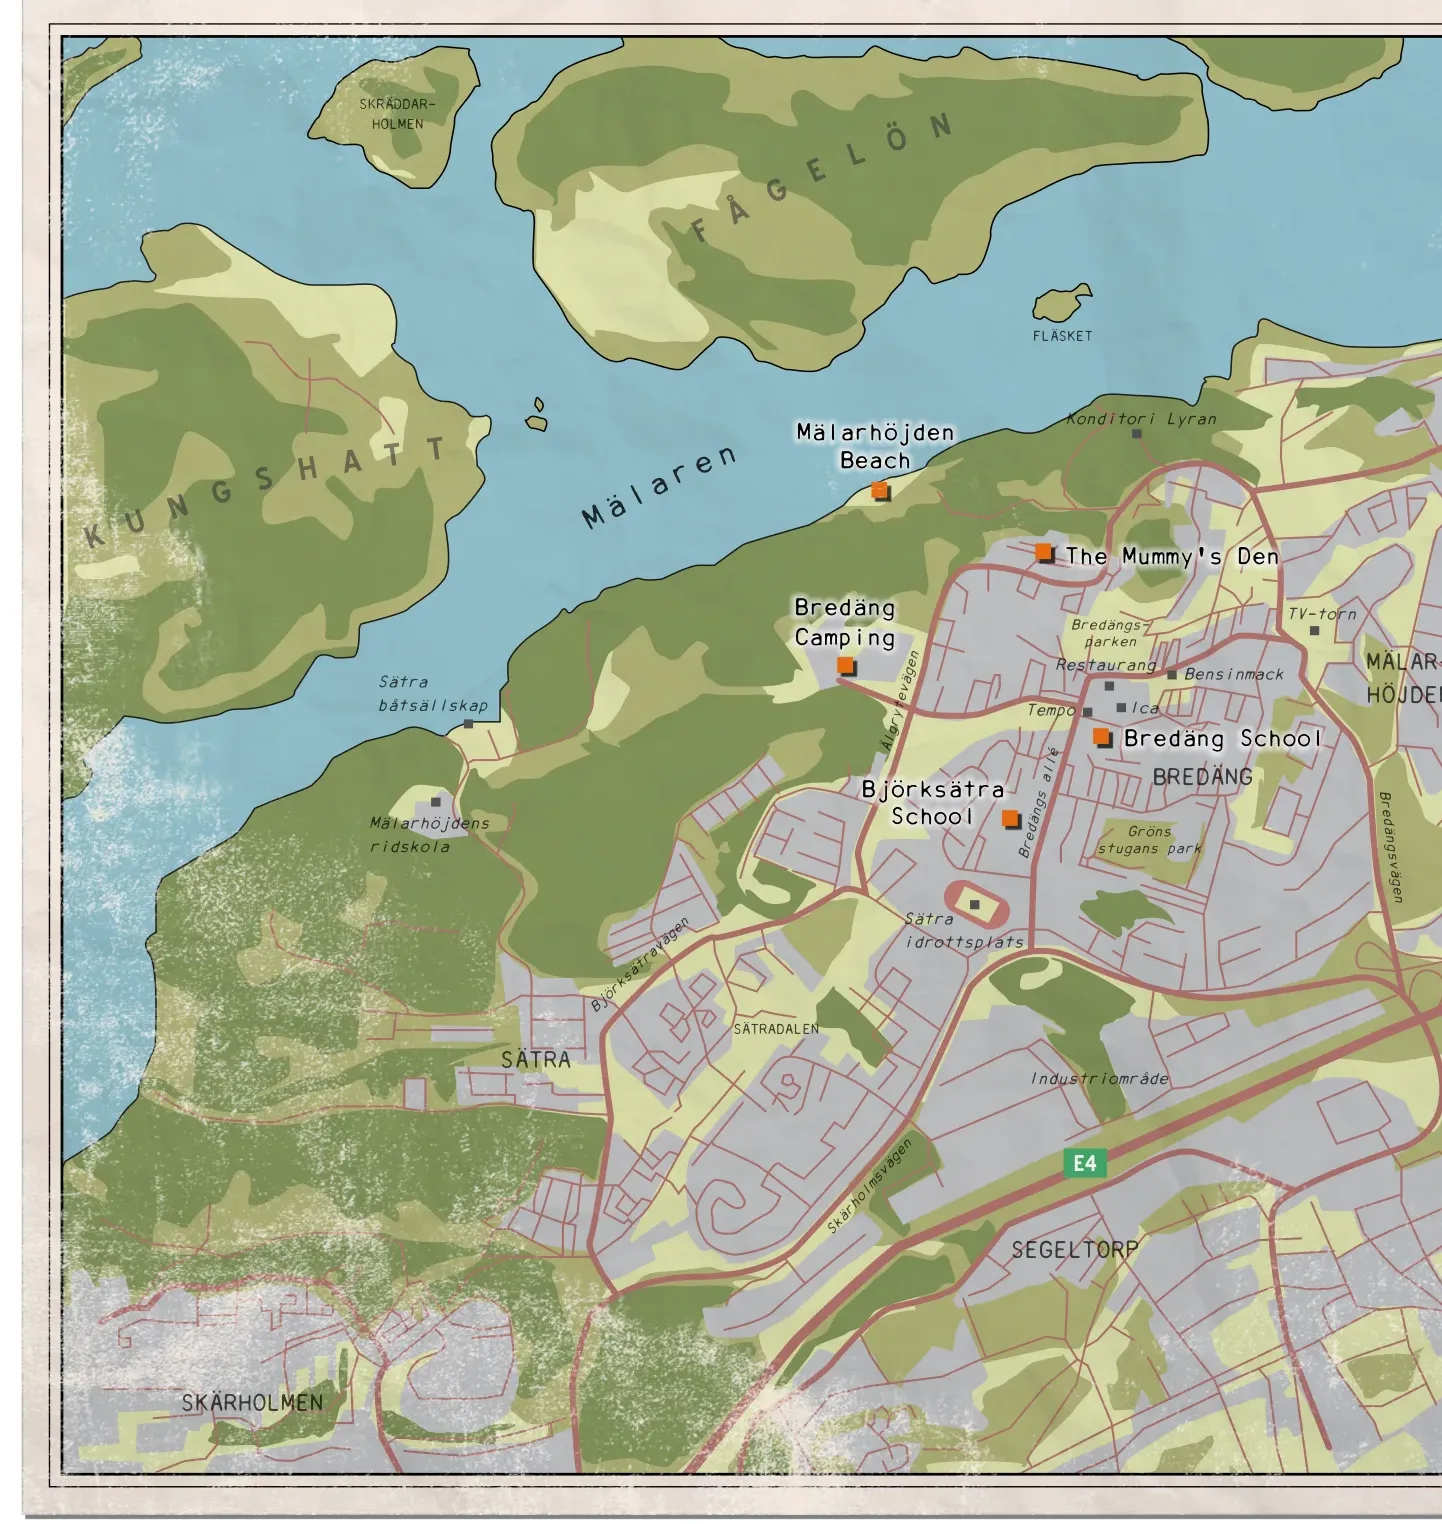 SKRÄDDAR-
HOLMEN
FÅGELÖN
FLÄSKET
KUNGSHATT
Mälaren
Konditori Lyran
Mälarhöjden
Beach
The Mummy's Den
Bredäng
Camping
TV-torn
Bredängs-
parken
Restaurang
Bensinmack
MÄLAR-
Ålgrytevägen
Sätra
båtsällskap
Tempo
Ica
Bredäng School
BREDÄNG
Björksätra
School
Bredängs allé
Mälarhöjdens
ridskola
Gröns
stugans park
Bredängsvägen
Sätra
idrottsplats
Björksätravägen
SÄTRADALEN
SÄTRA
Industriområde
E4
Skärholmsvägen
SEGELTORP
SKÄRHOLMEN